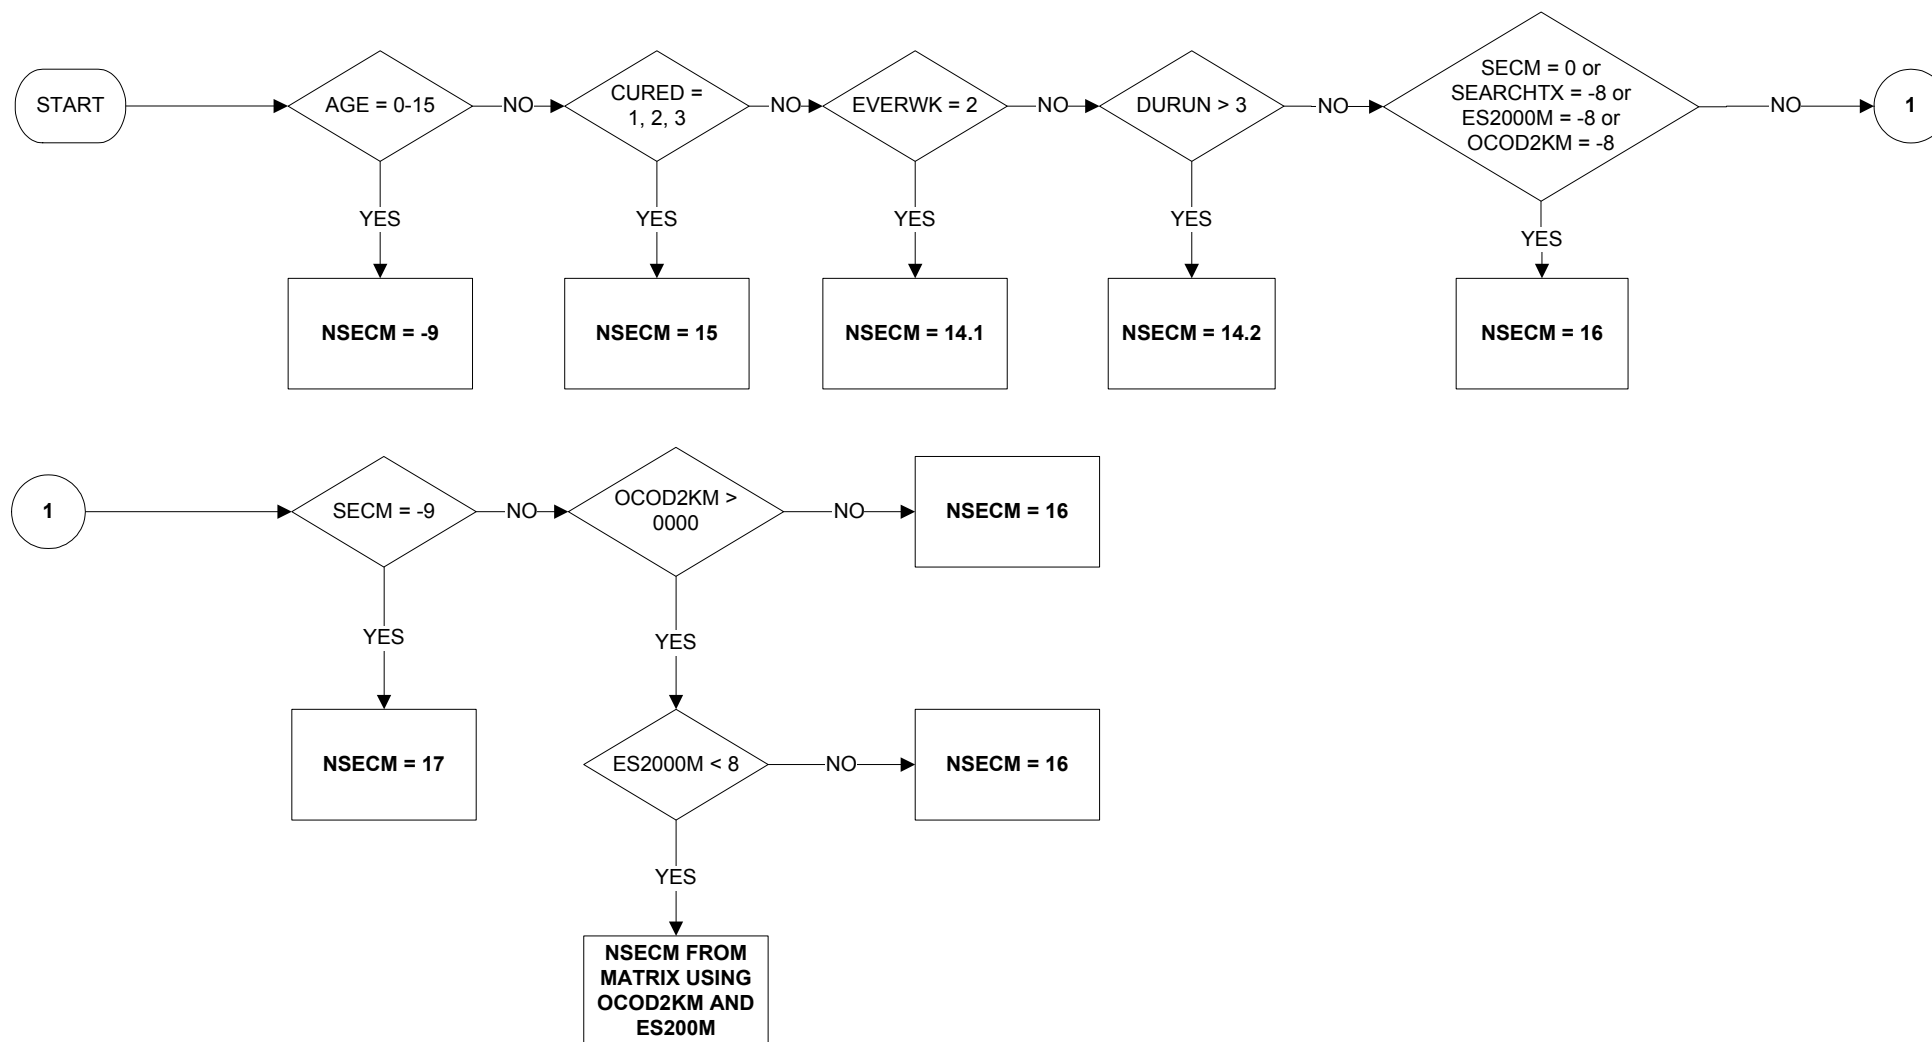 START
AGE = 0-15
NO
CURED =
1, 2, 3
NO
EVERWK = 2
NO
DURUN > 3
NO
SECM = 0 or
SEARCHTX = -8 or
ES2000M = -8 or
OCOD2KM = -8
NO
1
YES
YES
YES
YES
YES
NSECM = -9
NSECM = 15
NSECM = 14.1
NSECM = 14.2
NSECM = 16
1
SECM = -9
NO
OCOD2KM >
0000
NO
NSECM = 16
YES
YES
NSECM = 17
ES2000M < 8
NO
NSECM = 16
YES
NSECM FROM
MATRIX USING
OCOD2KM AND
ES200M